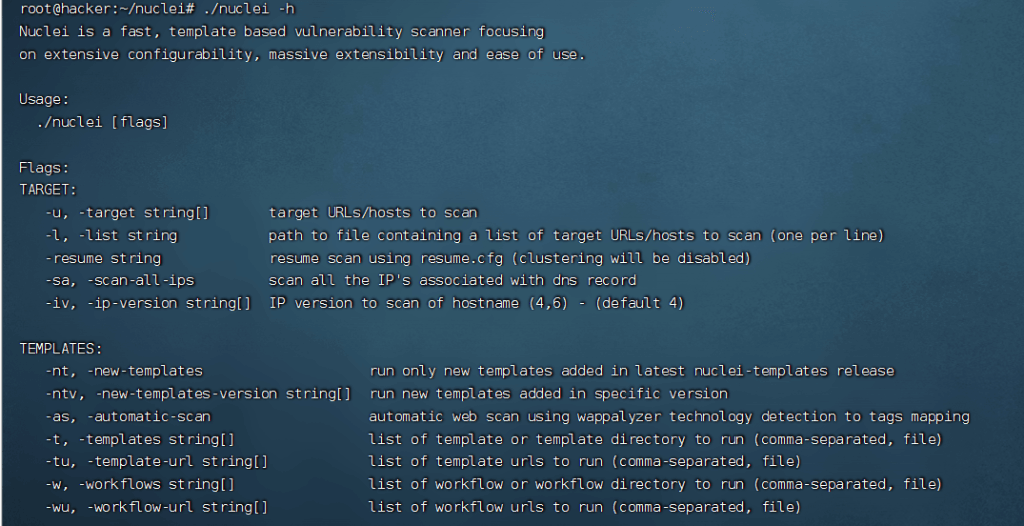 root@hacker:~/nuclei# ./nuclei -h
Nuclei is a fast, template based vulnerability scanner focusing
on extensive configurability, massive extensibility and ease of use.
Usage:
./nuclei [flags]
Flags:
TARGET:
-u, -target string[] target URLs/hosts to scan
-l, -list string path to file containing a list of target URLs/hosts to scan (one per line)
-resume string resume scan using resume.cfg (clustering will be disabled)
-sa, -scan-all-ips scan all the IP's associated with dns record
-iv, -ip-version string[] IP version to scan of hostname (4,6) - (default 4)
TEMPLATES:
-nt, -new-templates run only new templates added in latest nuclei-templates release
-ntv, -new-templates-version string[] run new templates added in specific version
-as, -automatic-scan automatic web scan using wappalyzer technology detection to tags mapping
-t, -templates string[] list of template or template directory to run (comma-separated, file)
-tu, -template-url string[] list of template urls to run (comma-separated, file)
-w, -workflows string[] list of workflow or workflow directory to run (comma-separated, file)
-wu, -workflow-url string[] list of workflow urls to run (comma-separated, file)